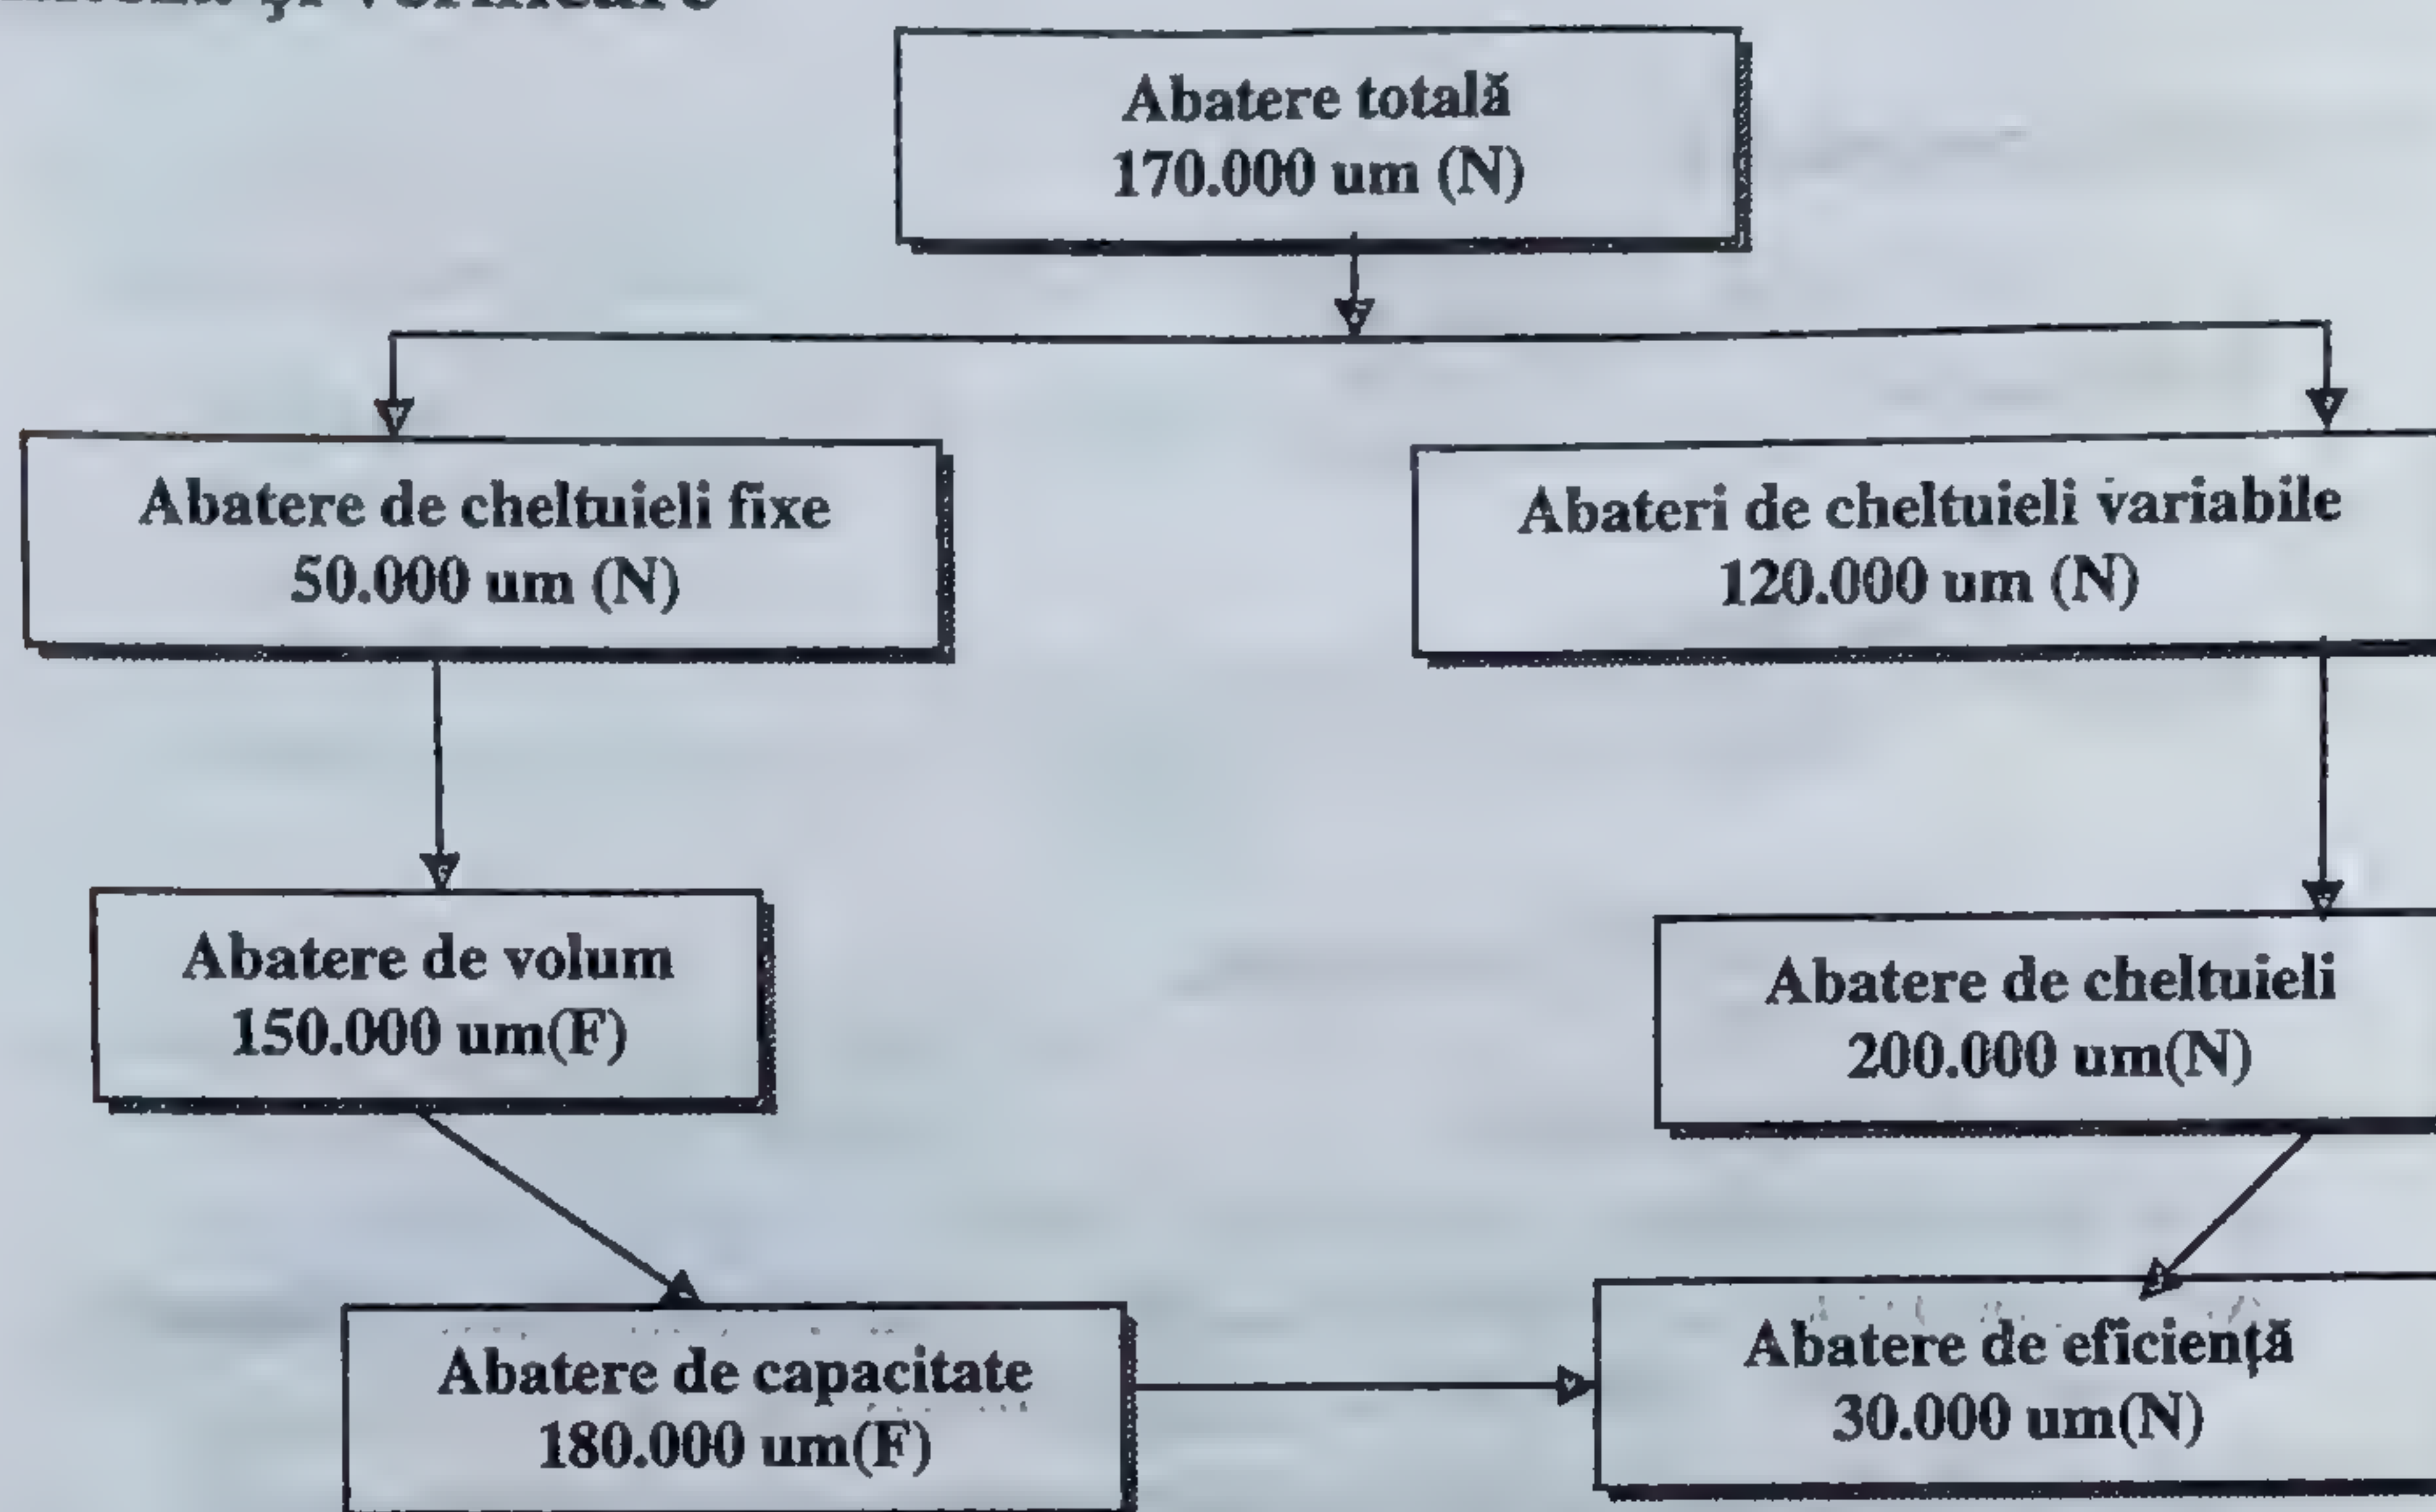 și
Abatere totală
170.000 um (N)
Abatere de cheltuieli fixe
50.000 um (N)
Abateri de cheltuieli variabile
120.000 um (N)
Abatere de volum
150.000 um(F)
Abatere de cheltuieli
200.000 um(N)
Abatere de capacitate
180.000 um(F)
Abatere de eficiență
30.000 um(N)